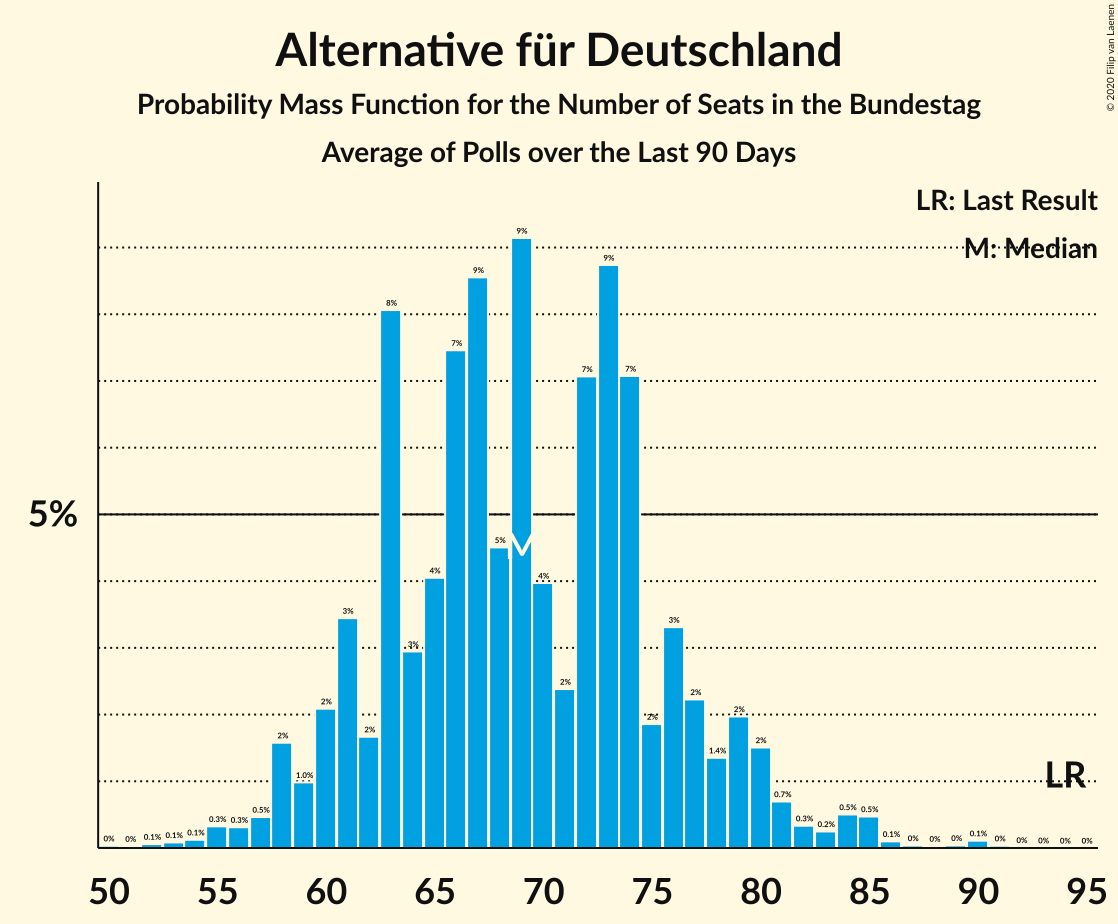 Alternative für Deutschland
Probability Mass Function for the Number of Seats in the Bundestag
Average of Polls over the Last 90 Days
© 2020 Filip van Laenen
LR: Last Result
M: Median
5%
0% 0% 0.1% 0.1% 0.1% 0.3% 0.3% 0.5% 2% 1.0% 2% 3% 2% 8% 3% 4% 7% 9% 5% 9% 4% 2% 7% 9% 7% 2% 3% 2% 1.4% 2% 2% 0.7% 0.3% 0.2% 0.5% 0.5% 0.1% 0% 0% 0% 0.1% 0% 0% 0% 0% 0%
M
LR
50 55 60 65 70 75 80 85 90 95